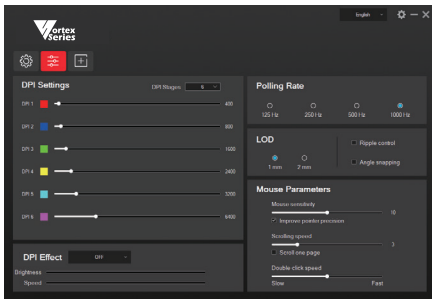 English
Vortex
Series
DPI Settings
DPI Stages 6
DPI 1 400
DPI 2 800
DPI 3 1600
DPI 4 2400
DPI 5 3200
DPI 6 6400
DPI Effect OFF
Brightness
Speed
Polling Rate
125 Hz 250 Hz 500 Hz 1000 Hz
LOD
1 mm 2 mm
Ripple control
Angle snapping
Mouse Parameters
Mouse sensitivity
10
Improve pointer precision
Scrolling speed
3
Scroll one page
Double click speed
Slow Fast